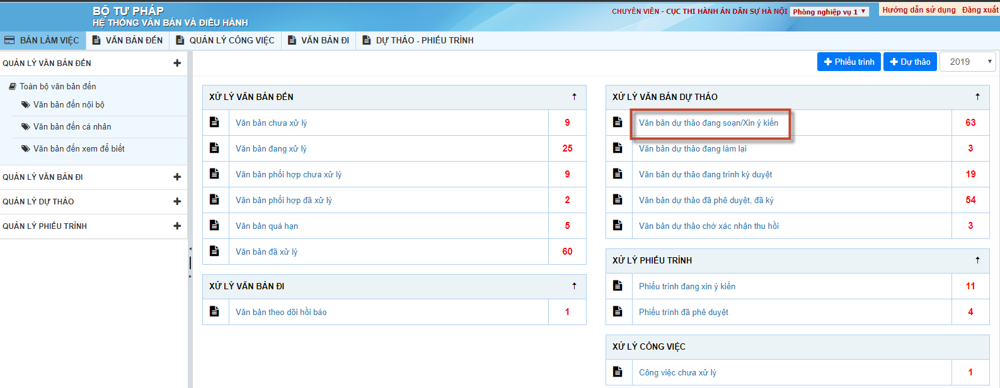 BỘ TƯ PHÁP
HỆ THỐNG VĂN BẢN VÀ ĐIỀU HÀNH
CHUYÊN VIÊN - CỤC THI HÀNH ÁN DÂN SỰ HÀ NỘI Phòng nghiệp vụ 1
Hướng dẫn sử dụng Đăng xuất
BÀN LÀM VIỆC VĂN BẢN ĐẾN QUẢN LÝ CÔNG VIỆC VĂN BẢN ĐI DỰ THẢO - PHIẾU TRÌNH
QUẢN LÝ VĂN BẢN ĐẾN
Toàn bộ văn bản đến
Văn bản đến nội bộ
Văn bản đến cá nhân
Văn bản đến xem để biết
QUẢN LÝ VĂN BẢN ĐI
QUẢN LÝ DỰ THẢO
QUẢN LÝ PHIẾU TRÌNH
Phiếu trình Dự thảo 2019
XỬ LÝ VĂN BẢN ĐẾN
Văn bản chưa xử lý 9
Văn bản đang xử lý 25
Văn bản phối hợp chưa xử lý 9
Văn bản phối hợp đã xử lý 2
Văn bản quá hạn 5
Văn bản đã xử lý 60
XỬ LÝ VĂN BẢN ĐI
Văn bản theo dõi hồi báo 1
XỬ LÝ VĂN BẢN DỰ THẢO
Văn bản dự thảo đang soạn/Xin ý kiến 63
Văn bản dự thảo đang làm lại 3
Văn bản dự thảo đang trình ký duyệt 19
Văn bản dự thảo đã phê duyệt, đã ký 54
Văn bản dự thảo chờ xác nhận thu hồi 3
XỬ LÝ PHIẾU TRÌNH
Phiếu trình đang xin ý kiến 11
Phiếu trình đã phê duyệt 4
XỬ LÝ CÔNG VIỆC
Công việc chưa xử lý 1